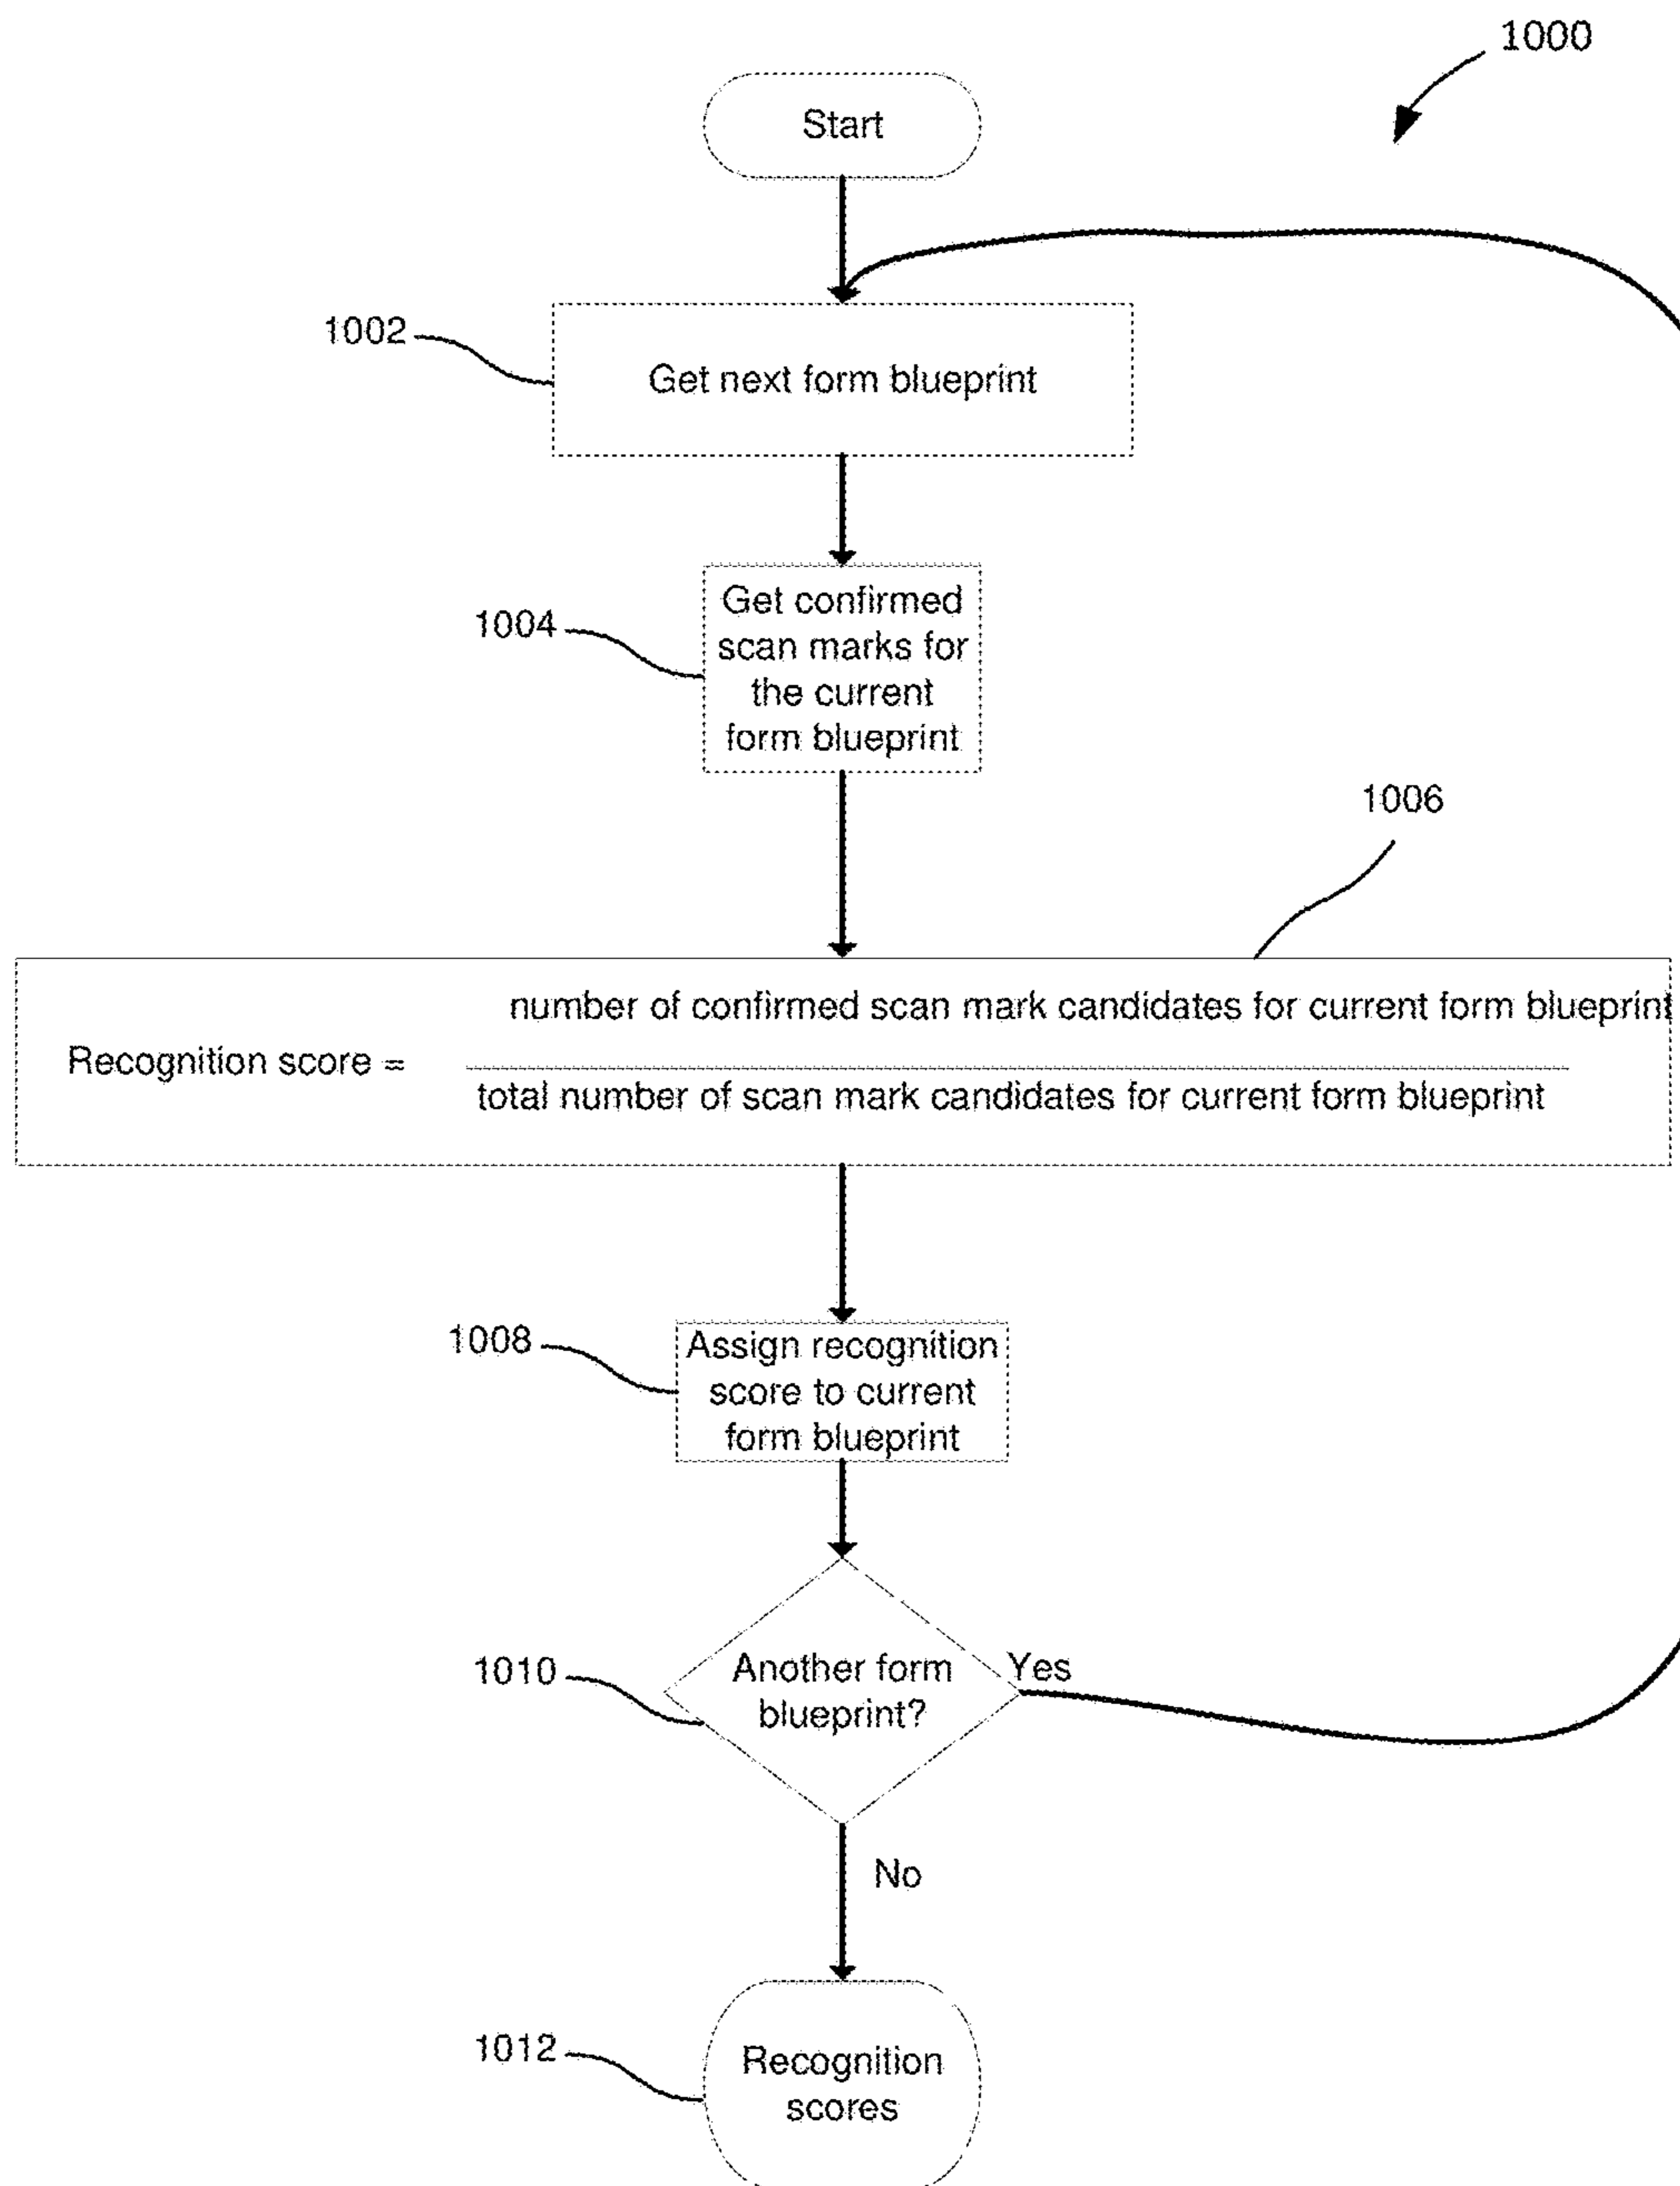 1000
Start
1002
Get next form blueprint
1004
Get confirmed
scan marks for
the current
form blueprint
1006
number of confirmed scan mark candidates for current form blueprint
Recognition score =
total number of scan mark candidates for current form blueprint
1008
Assign recognition
score to current
form blueprint
1010
Another form
blueprint?
Yes
No
1012
Recognition
scores